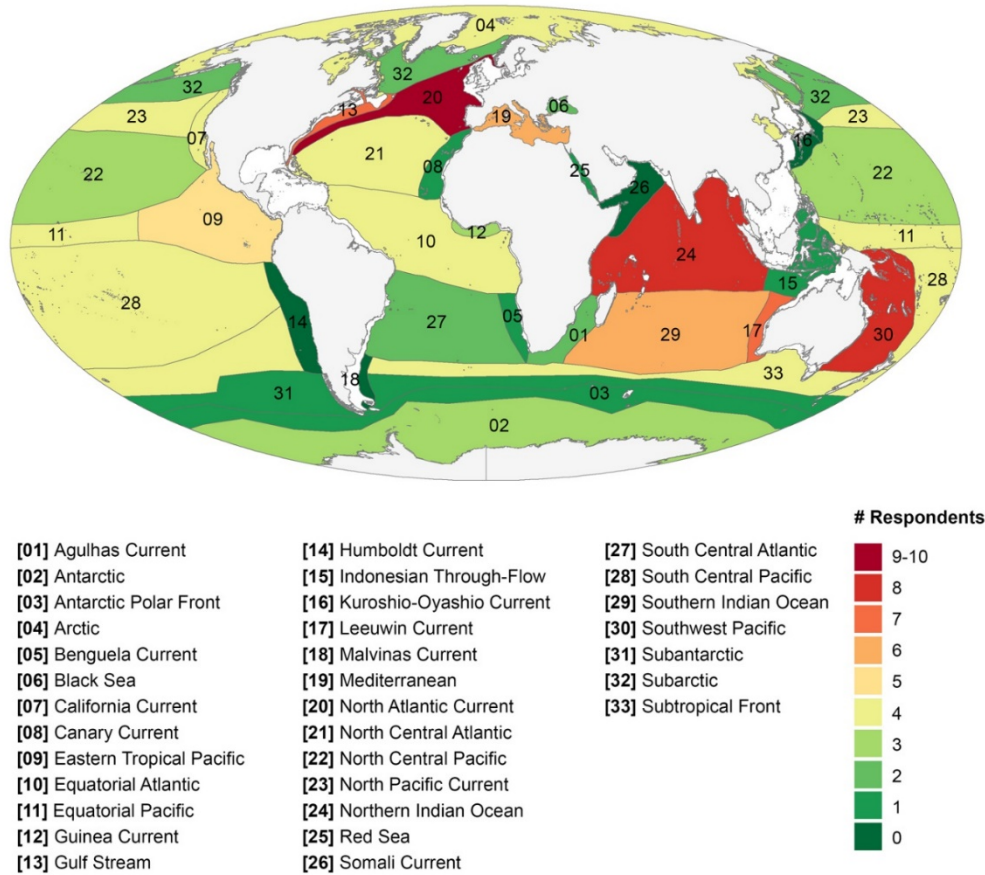 04
32
32
32
20
13
06
23
23
19
07
16
21
08
25
22
22
26
09
12
11
11
10
24
28
28
15
14
27
05
01
29
17
30
18
33
31
03
02
# Respondents
[01] Agulhas Current
[02] Antarctic
[03] Antarctic Polar Front
[04] Arctic
[05] Benguela Current
[06] Black Sea
[07] California Current
[08] Canary Current
[09] Eastern Tropical Pacific
[10] Equatorial Atlantic
[11] Equatorial Pacific
[12] Guinea Current
[13] Gulf Stream
[14] Humboldt Current
[15] Indonesian Through-Flow
[16] Kuroshio-Oyashio Current
[17] Leeuwin Current
[18] Malvinas Current
[19] Mediterranean
[20] North Atlantic Current
[21] North Central Atlantic
[22] North Central Pacific
[23] North Pacific Current
[24] Northern Indian Ocean
[25] Red Sea
[26] Somali Current
[27] South Central Atlantic
[28] South Central Pacific
[29] Southern Indian Ocean
[30] Southwest Pacific
[31] Subantarctic
[32] Subarctic
[33] Subtropical Front
9-10
8
7
6
5
4
3
2
1
0